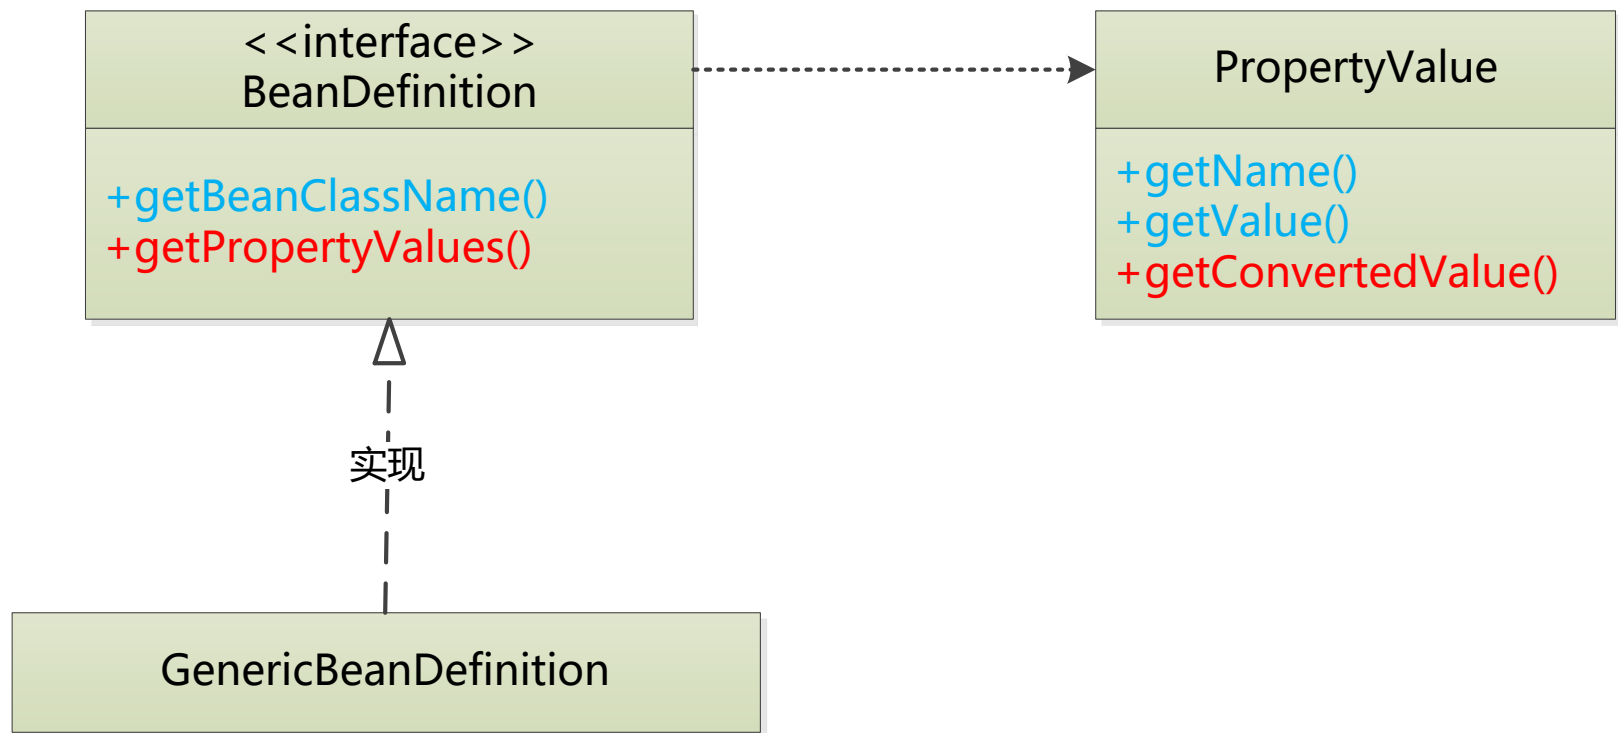 <<interface>>
BeanDefinition
+getBeanClassName()
+getPropertyValues()
PropertyValue
+getName()
+getValue()
+getConvertedValue()
实现
GenericBeanDefinition